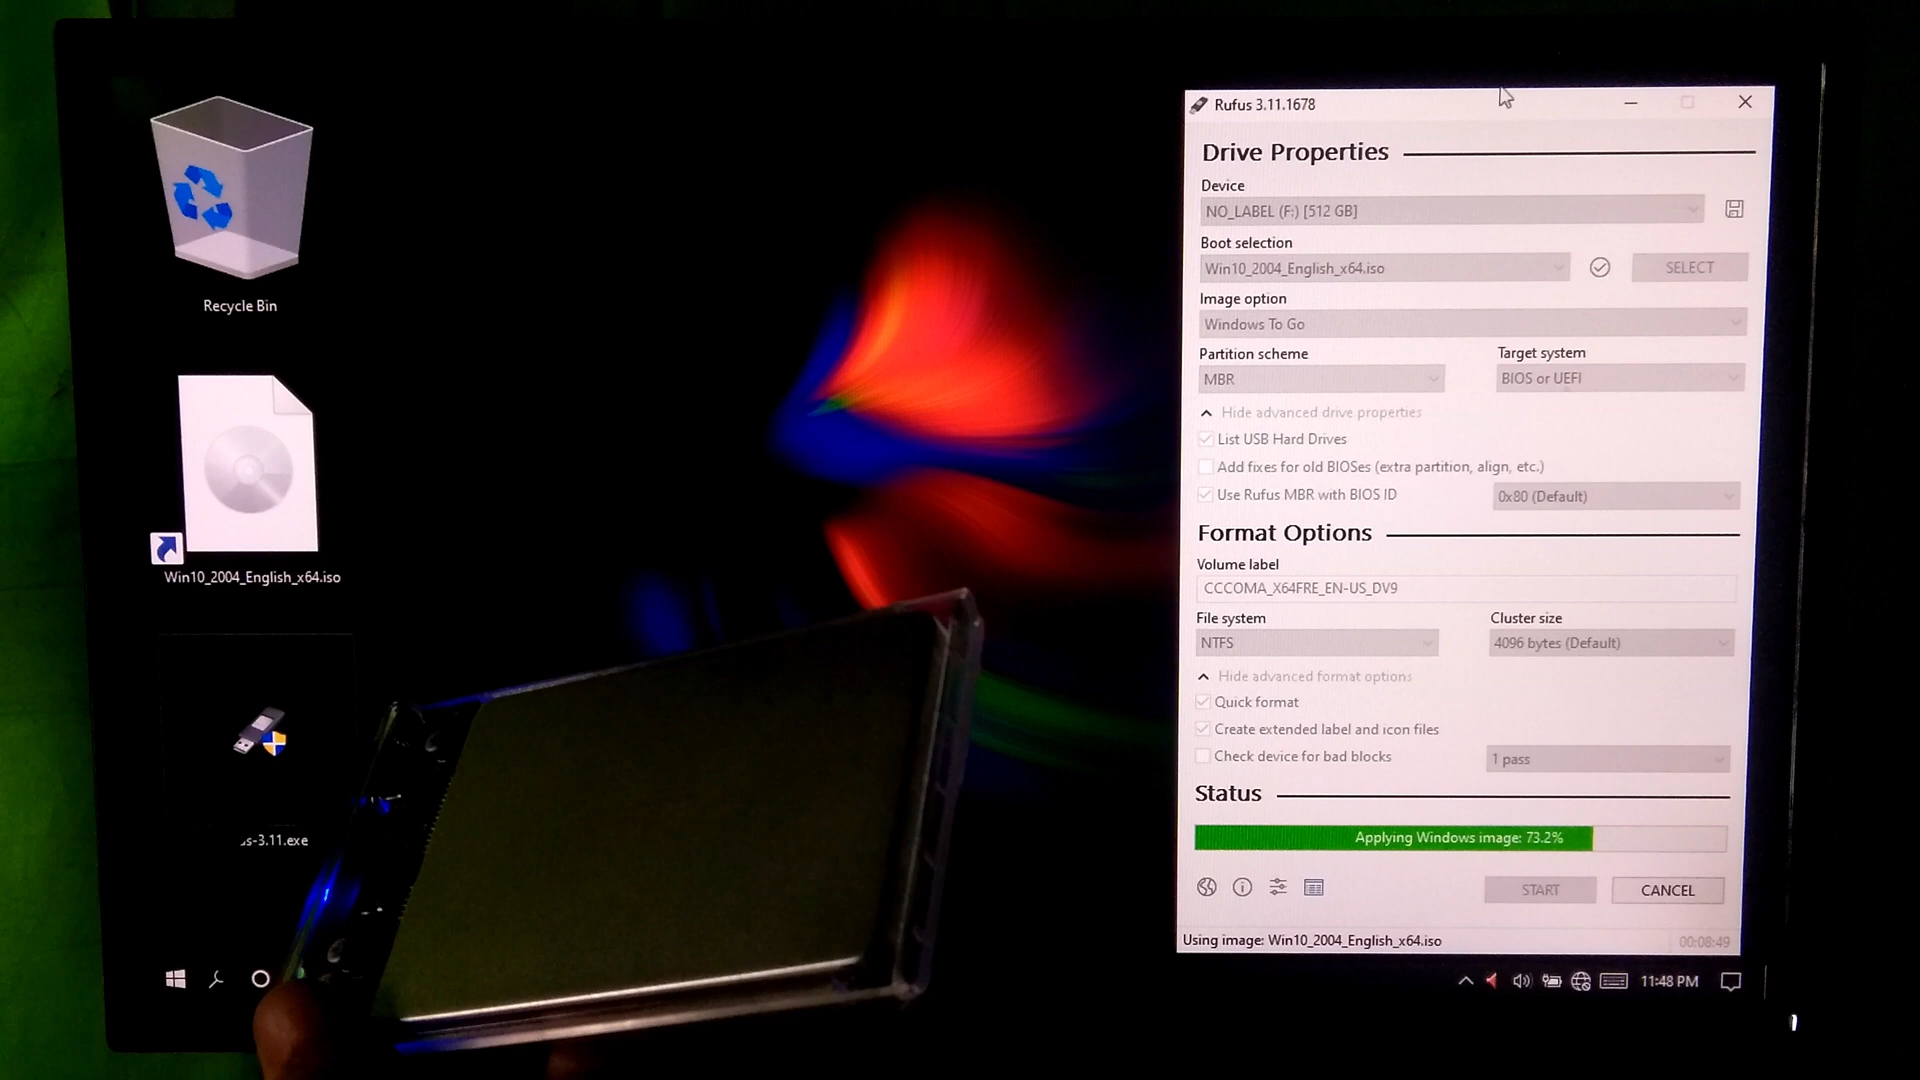 Recycle Bin
Win10_2004_English_x64.iso
s-3.11.exe
Rufus 3.11.1678
Drive Properties
Device
NO_LABEL (F:) [512 GB]
Boot selection
Win10_2004_English_x64.iso
SELECT
Image option
Windows To Go
Partition scheme
Target system
MBR
BIOS or UEFI
Hide advanced drive properties
List USB Hard Drives
Add fixes for old BIOSes (extra partition, align, etc.)
Use Rufus MBR with BIOS ID
0x80 (Default)
Format Options
Volume label
CCCOMA_X64FRE_EN-US_DV9
File system
Cluster size
NTFS
4096 bytes (Default)
Hide advanced format options
Quick format
Create extended label and icon files
Check device for bad blocks
1 pass
Status
Applying Windows image: 73.2%
START
CANCEL
Using image: Win10_2004_English_x64.iso
00:08:49
11:48 PM